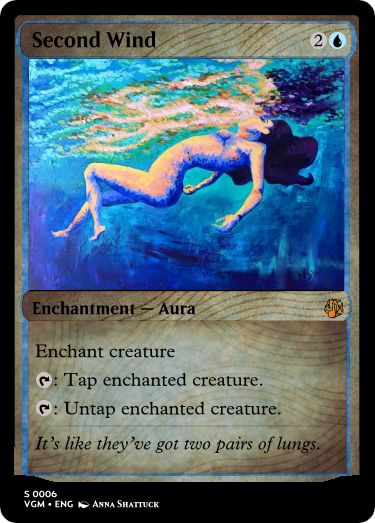 Second Wind 2
Enchantment — Aura
Enchant creature
: Tap enchanted creature.
: Untap enchanted creature.
It's like they've got two pairs of lungs.
S 0006
VGM • ENG Anna Shattuck